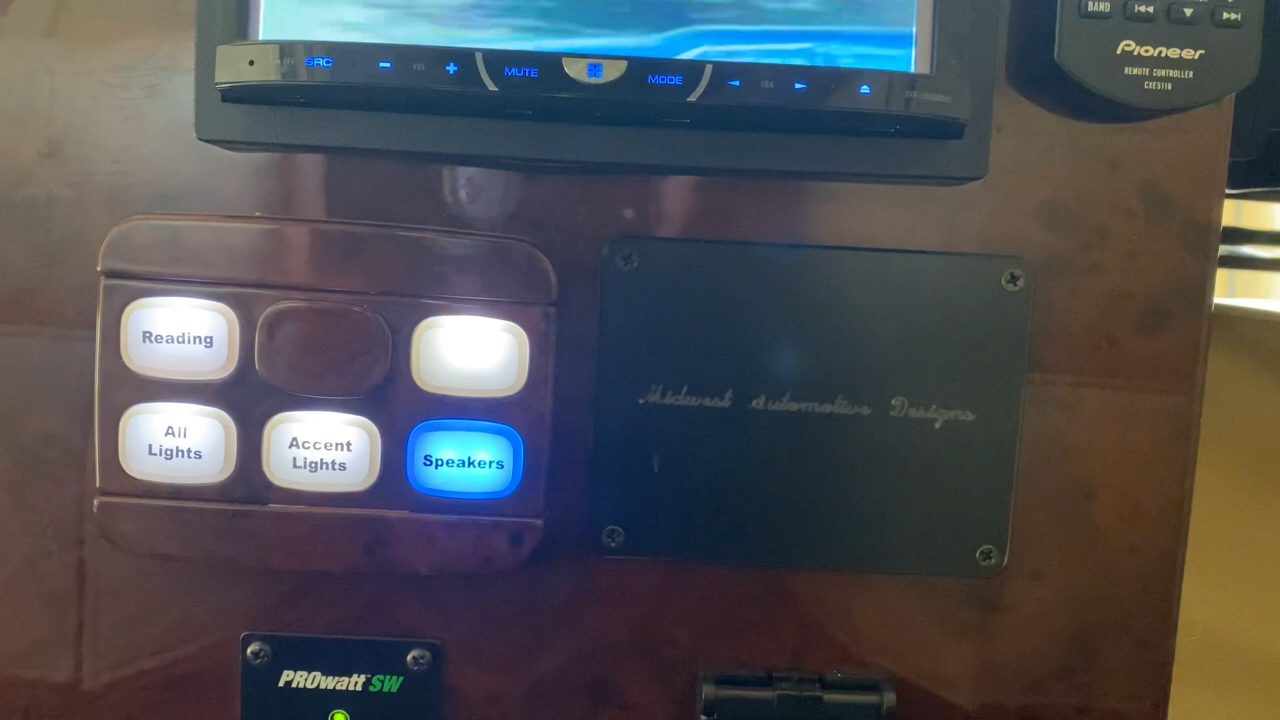 BAND
Pioneer
REMOTE CONTROLLER
CXE5116
SRC
VOL
MUTE
MODE
TRK
Reading
All
Lights
Accent
Lights
Speakers
Midwest Automotive Designs
PROwatt SW